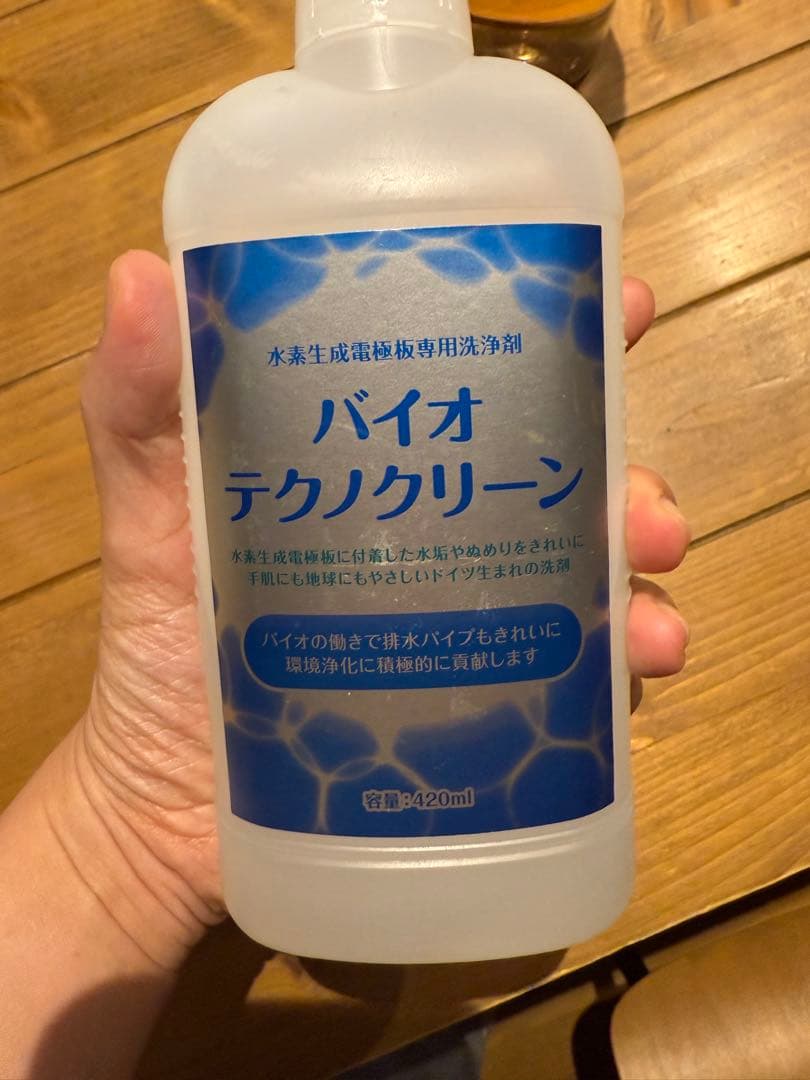 水素生成電極板専用洗浄剤
バイオ
テクノクリーン
水素生成電極板に付着した水垢やぬめりをきれいに
手肌にも地球にもやさしいドイツ生まれの洗剤
バイオの働きで排水パイプもきれいに
環境浄化に積極的に貢献します
容量:420ml